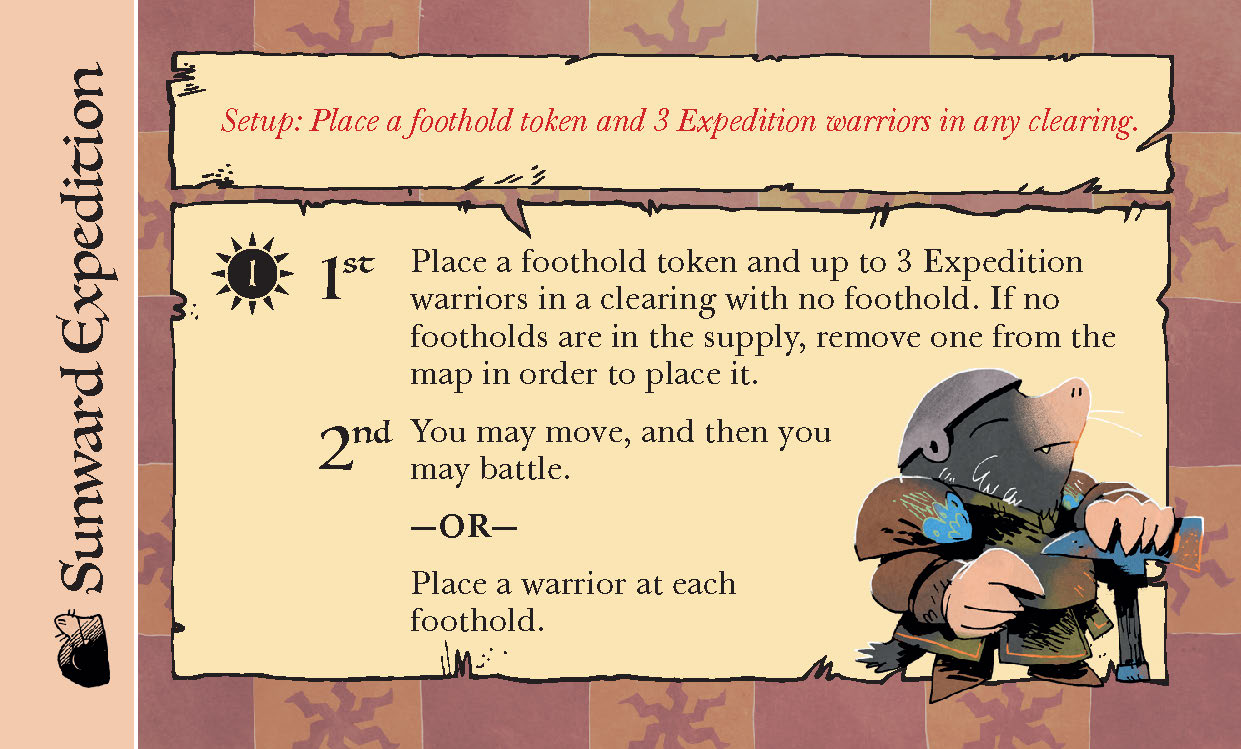 Sunward Expedition
Setup: Place a foothold token and 3 Expedition warriors in any clearing.
1
1st
Place a foothold token and up to 3 Expedition
warriors in a clearing with no foothold. If no
footholds are in the supply, remove one from the
map in order to place it.
2nd
You may move, and then you
may battle.
—OR—
Place a warrior at each
foothold.